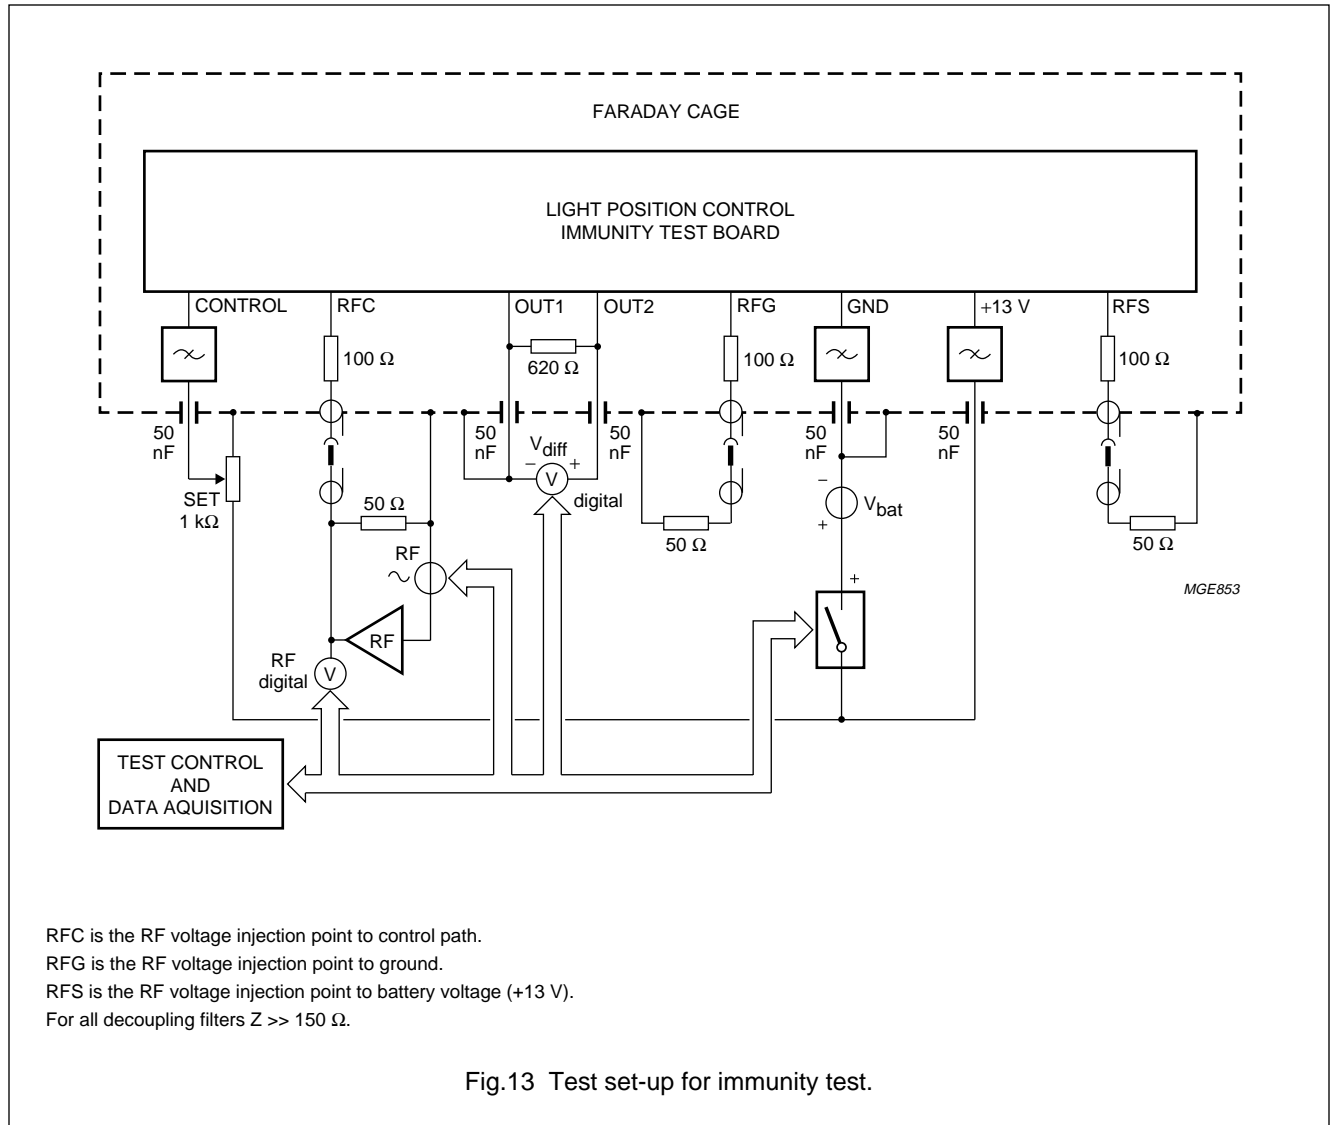 FARADAY CAGE
LIGHT POSITION CONTROL
IMMUNITY TEST BOARD
CONTROL
RFC
OUT1
OUT2
RFG
GND
+13 V
RFS
100 Ω
620 Ω
100 Ω
100 Ω
50
nF
50
nF
50
nF
50
nF
50
nF
Vdiff
− +
V
digital
SET
1 kΩ
50 Ω
50 Ω
−
Vbat
+
50 Ω
RF
+
MGE853
RF
RF
digital
V
TEST CONTROL
AND
DATA AQUISITION
RFC is the RF voltage injection point to control path.
RFG is the RF voltage injection point to ground.
RFS is the RF voltage injection point to battery voltage (+13 V).
For all decoupling filters Z >> 150 Ω.
Fig.13 Test set-up for immunity test.